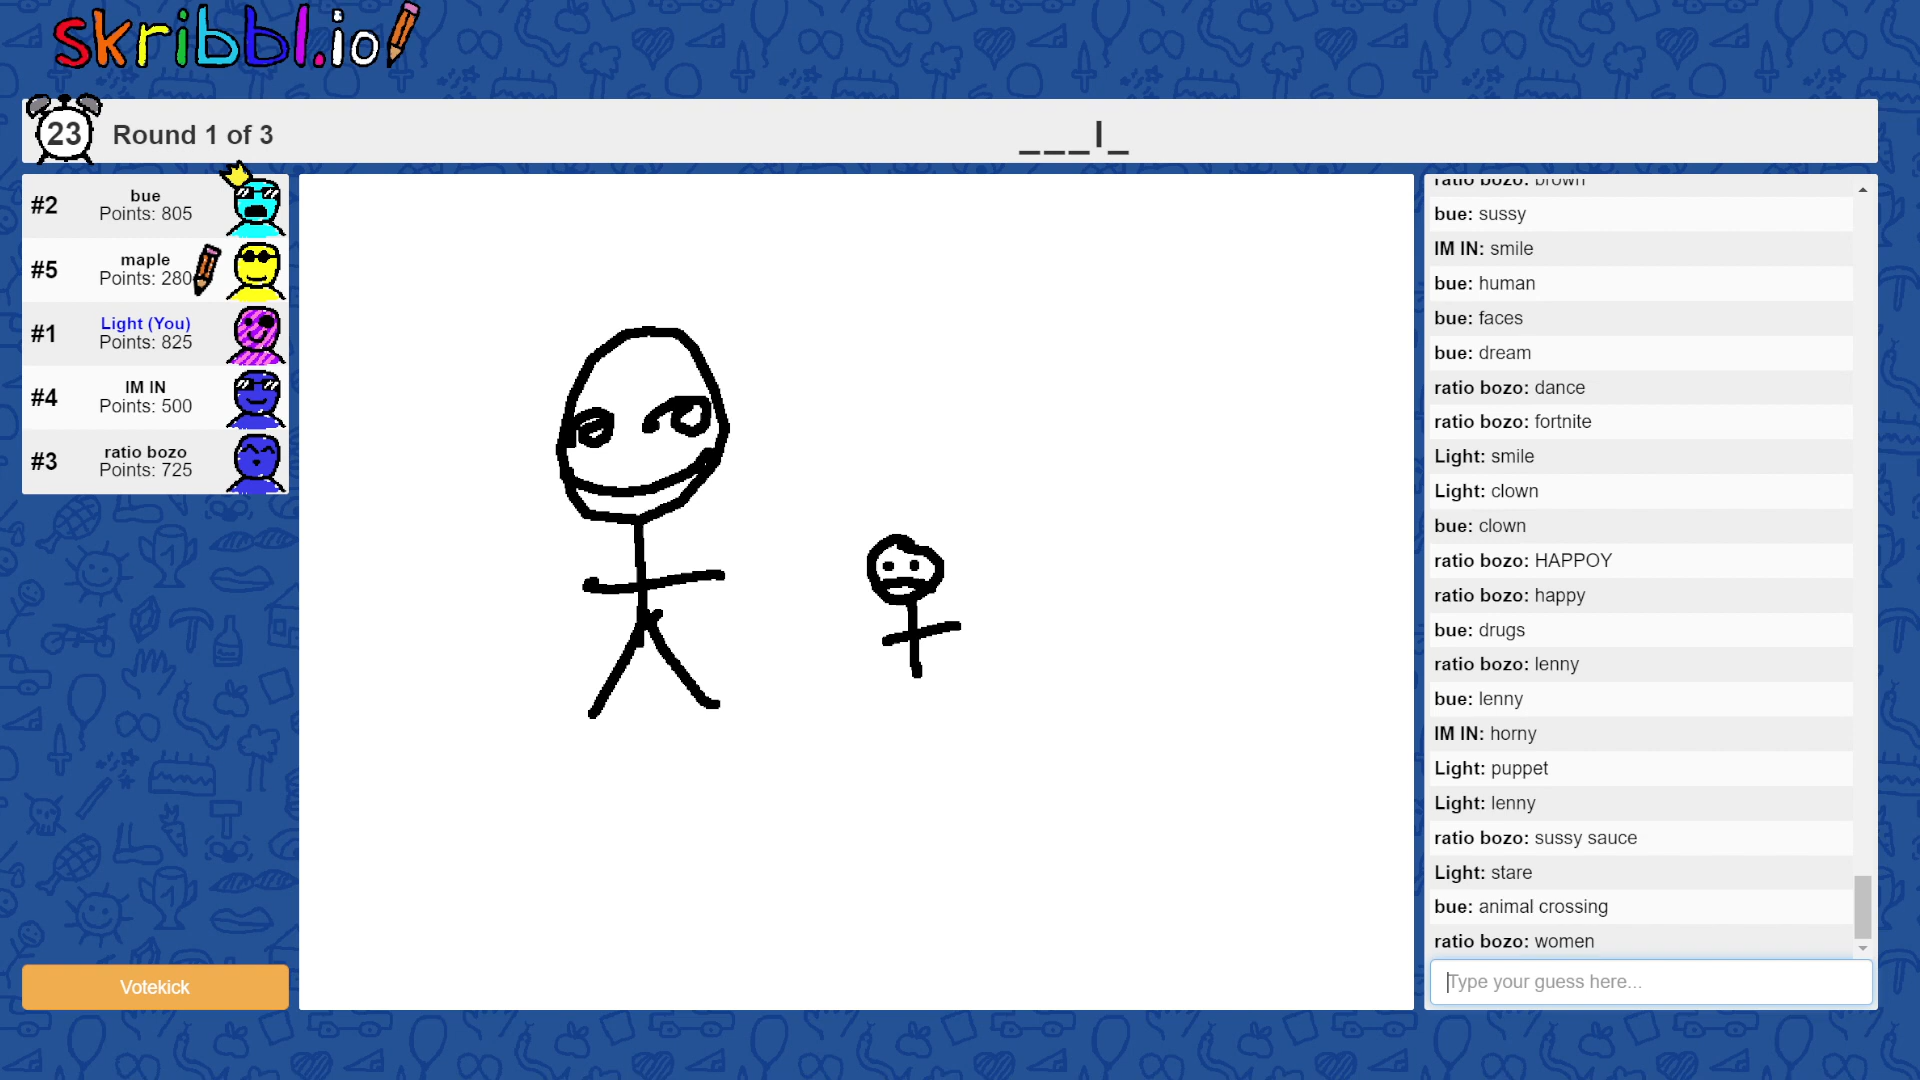 skribbl.io
23
Round 1 of 3
___l_
#2
bue
Points: 805
#5
maple
Points: 280
#1
Light (You)
Points: 825
#4
IM IN
Points: 500
#3
ratio bozo
Points: 725
Votekick
ratio bozo: brown
bue: sussy
IM IN: smile
bue: human
bue: faces
bue: dream
ratio bozo: dance
ratio bozo: fortnite
Light: smile
Light: clown
bue: clown
ratio bozo: HAPPOY
ratio bozo: happy
bue: drugs
ratio bozo: lenny
bue: lenny
IM IN: horny
Light: puppet
Light: lenny
ratio bozo: sussy sauce
Light: stare
bue: animal crossing
ratio bozo: women
Type your guess here...